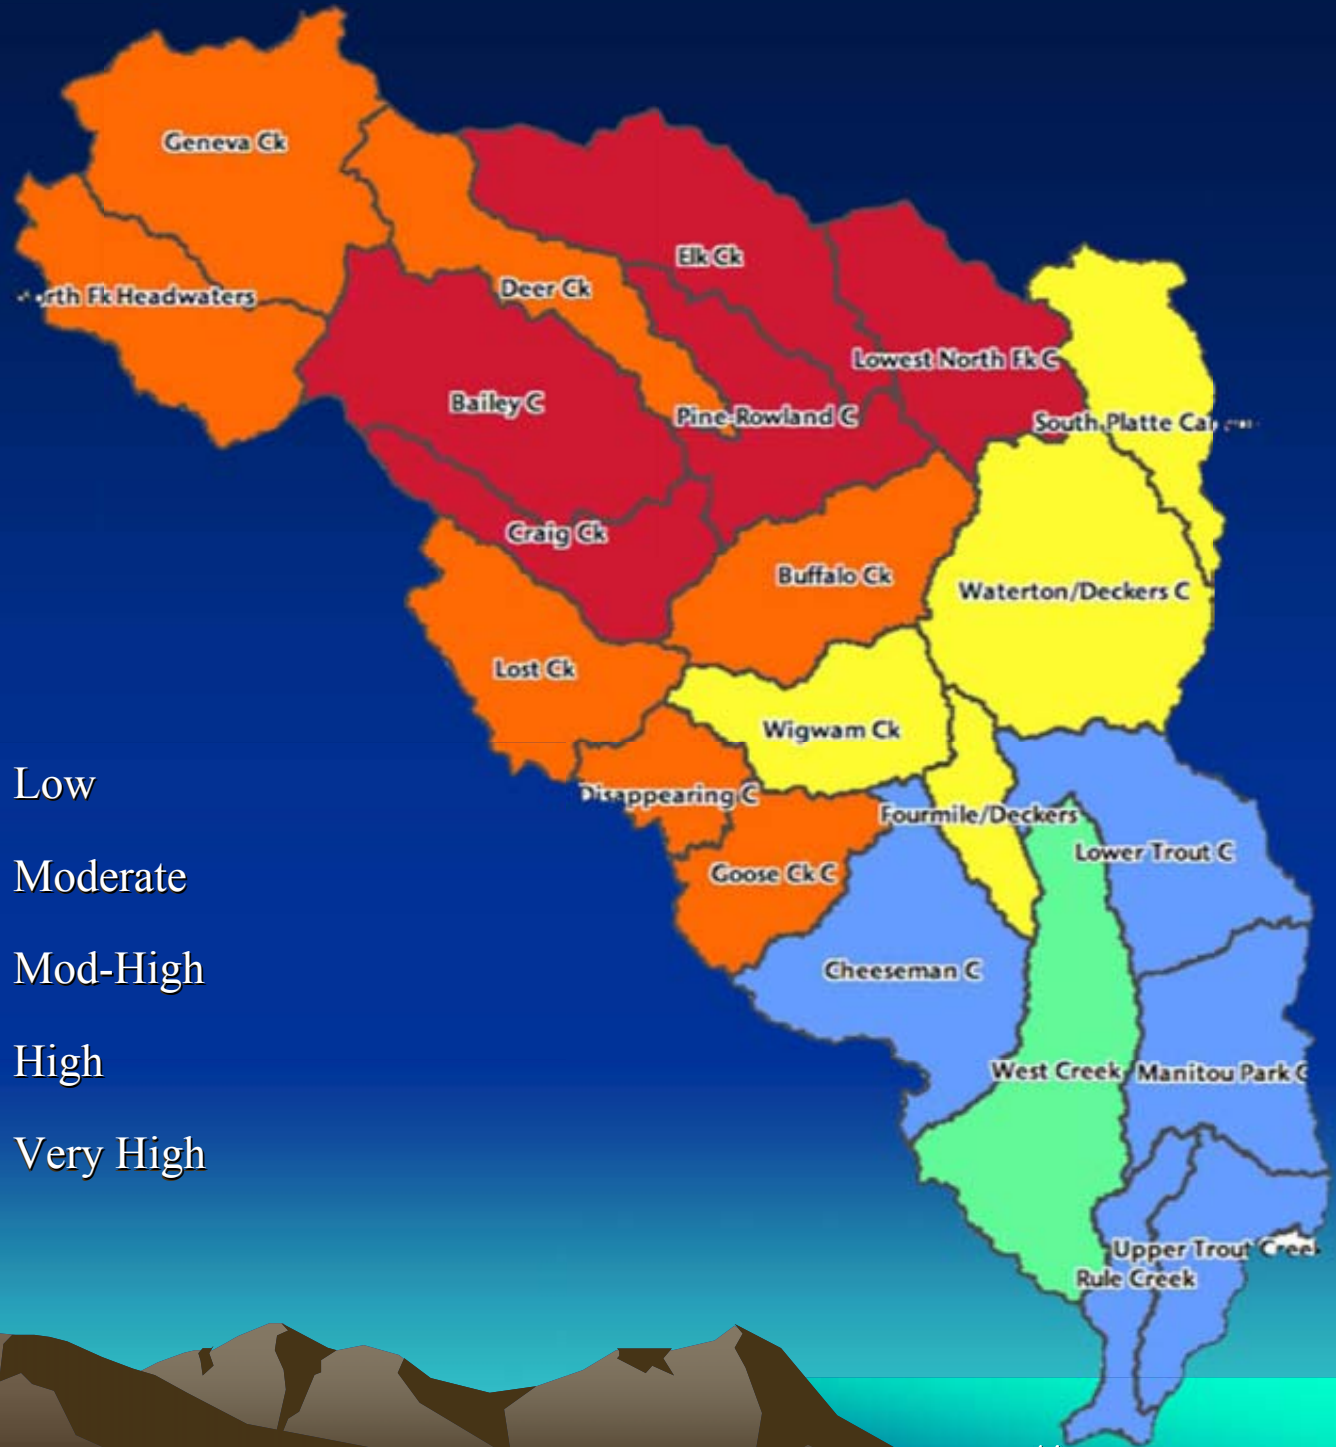 Geneva Ck
Elk Ck
Deer Ck
rth Fk Headwaters
Lowest North Fk C
Bailey C
Pine-Rowland C
South Platte Ca
Craig Ck
Buffalo Ck
Waterton/Deckers C
Lost Ck
Wigwam Ck
Low
Disappearing C
Fourmile/Deckers
Lower Trout C
Moderate
Goose Ck C
Mod-High
Cheeseman C
High
West Creek
Manitou Park C
Very High
Upper Trout Creek
Rule Creek